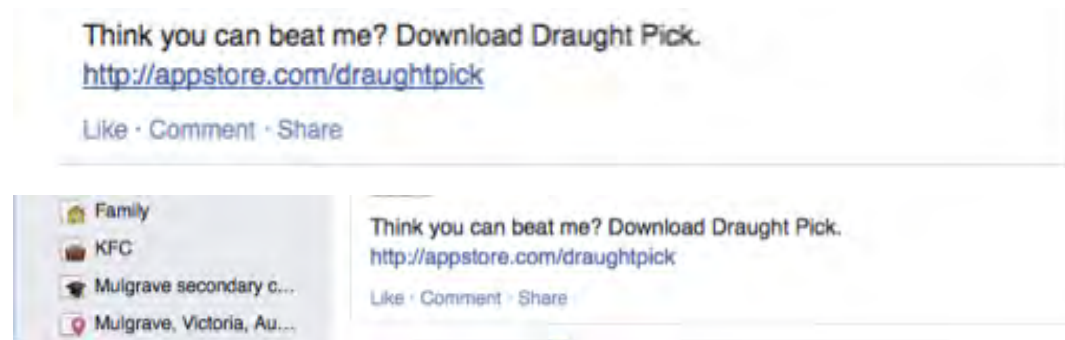 Think you can beat me? Download Draught Pick.
http://appstore.com/draughtpick
Like · Comment · Share
Family
KFC
Mulgrave secondary c...
Mulgrave, Victoria, Au...
Think you can beat me? Download Draught Pick.
http://appstore.com/draughtpick
Like · Comment · Share